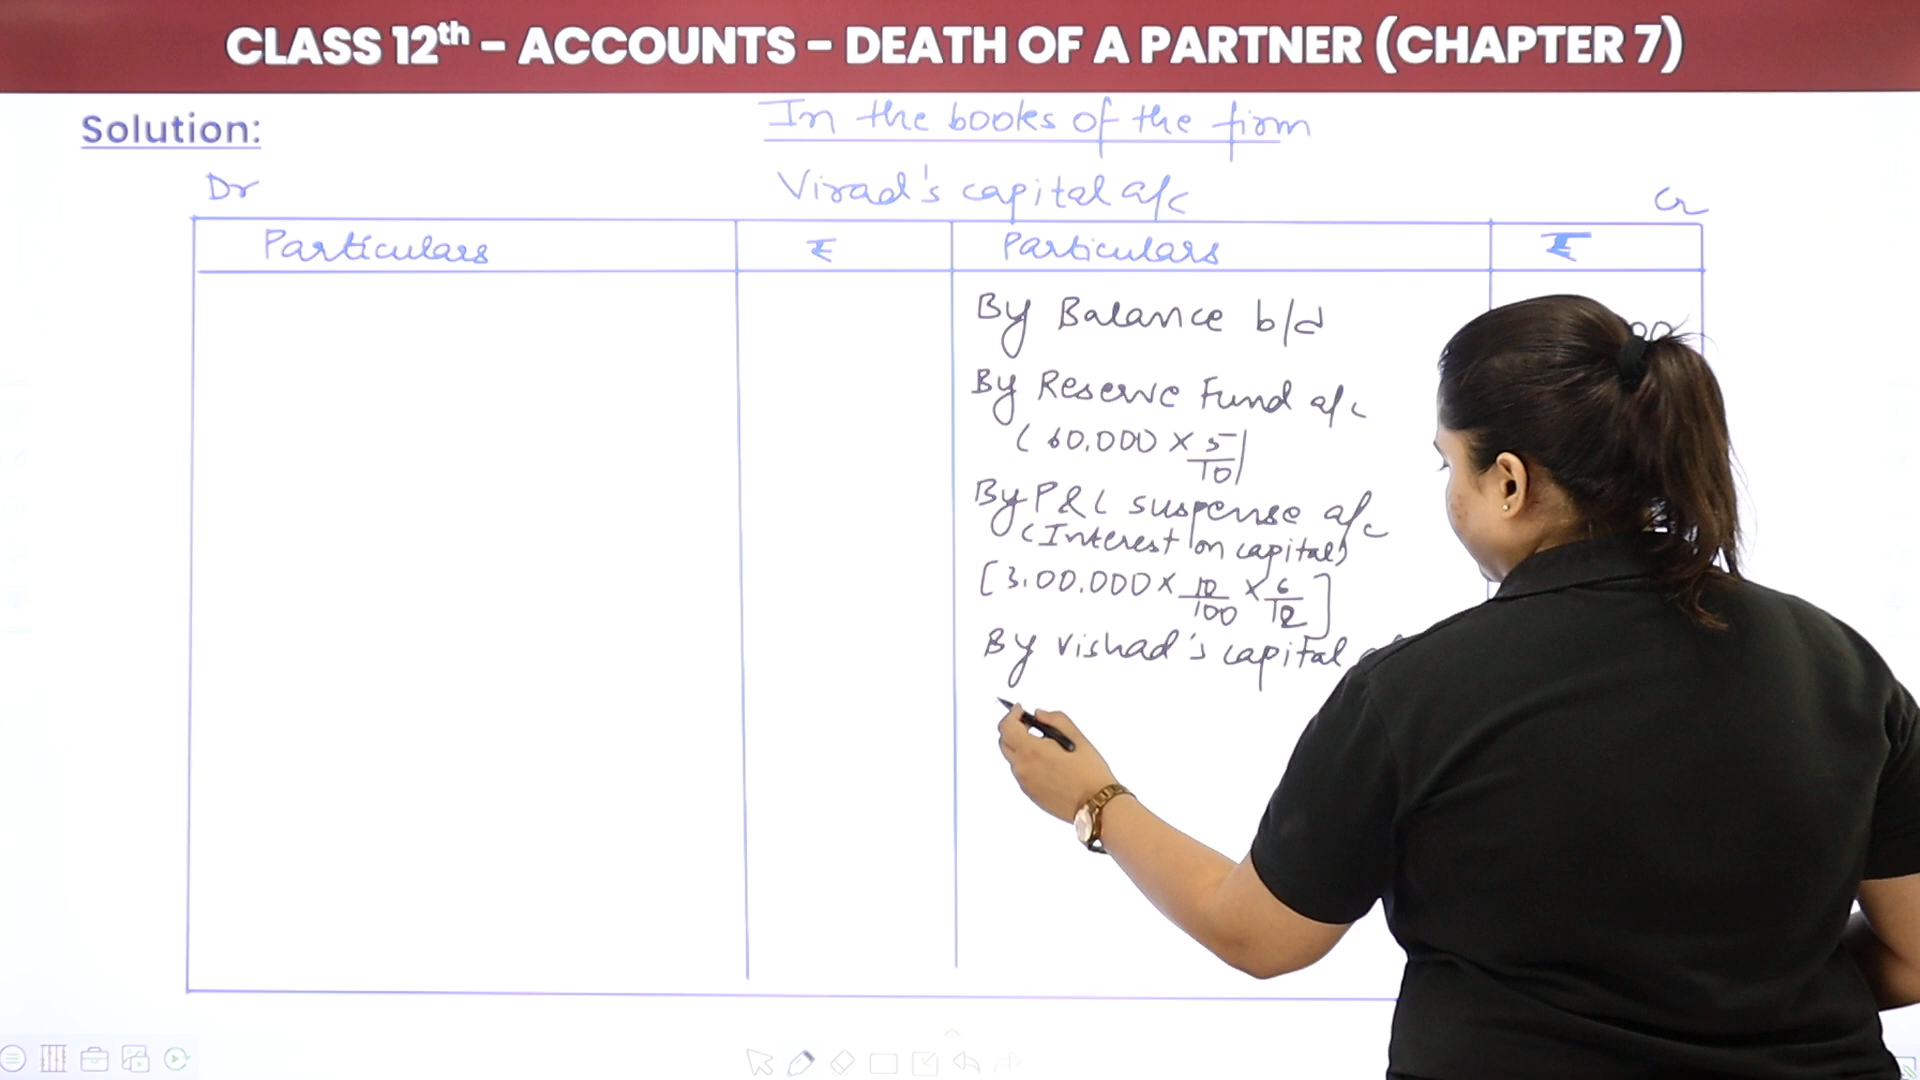 CLASS 12th – ACCOUNTS – DEATH OF A PARTNER (CHAPTER 7)
Solution:
In the books of the firm
Dr Virad's capital a/c Cr
Particulars ₹ Particulars ₹
By Balance b/d
By Reserve Fund a/c
(60,000 × 5/10)
By P&L suspense a/c
(Interest on capital)
[3,00,000 × 10/100 × 6/12]
By Vishad's capital